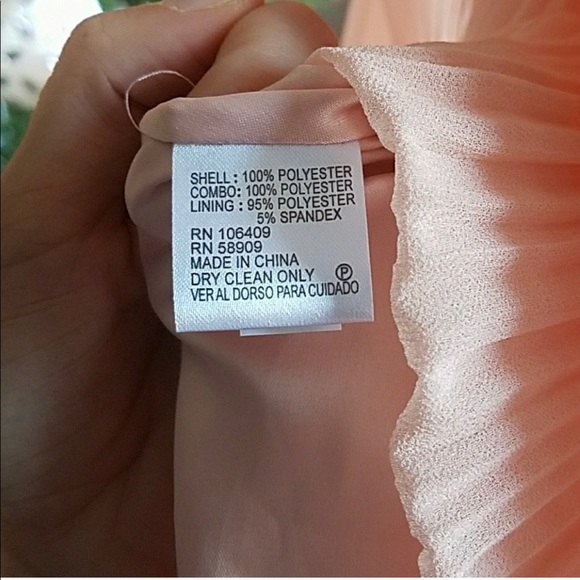 SHELL : 100% POLYESTER
COMBO: 100% POLYESTER
LINING : 95% POLYESTER
5% SPANDEX
RN 106409
RN 58909
MADE IN CHINA
DRY CLEAN ONLY Ⓟ
VER AL DORSO PARA CUIDADO